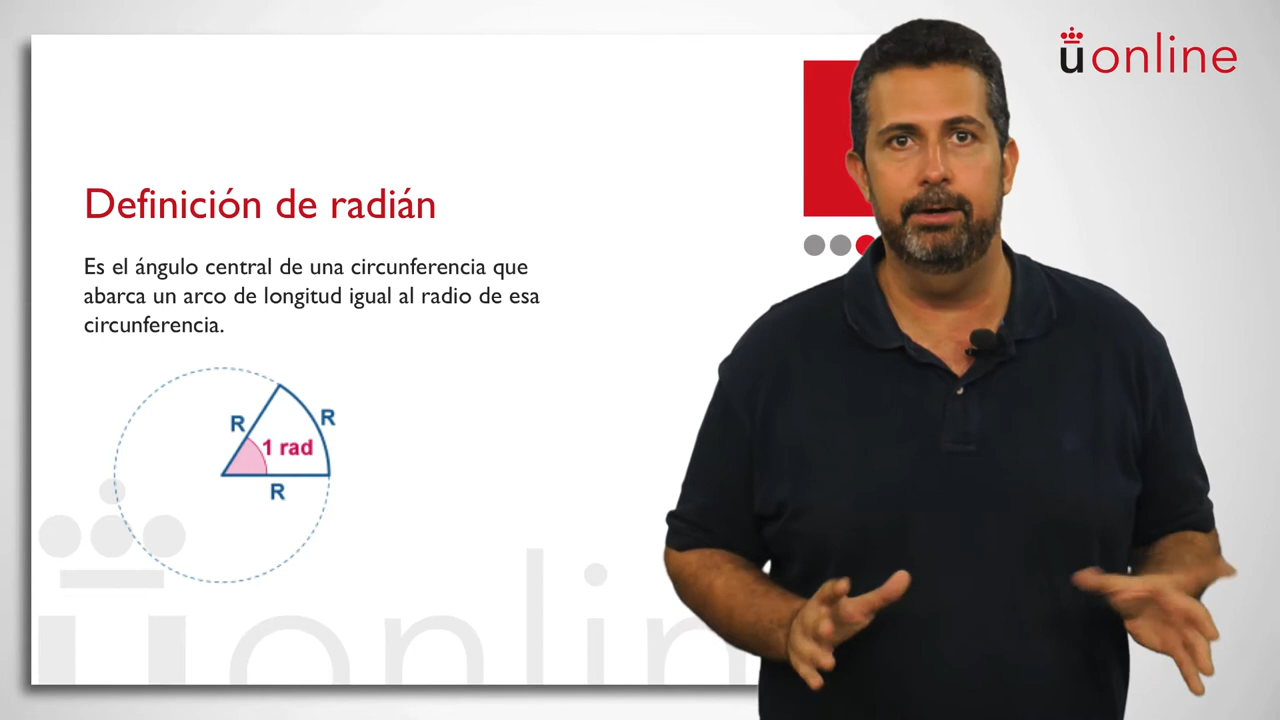 üonline
Definición de radián
Es el ángulo central de una circunferencia que
abarca un arco de longitud igual al radio de esa
circunferencia.
R
R
1 rad
R
üonlin